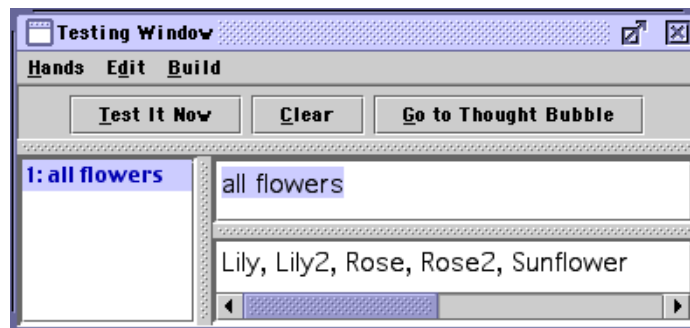 Testing Window
Hands Edit Build
Test It Now Clear Go to Thought Bubble
1: all flowers
all flowers
Lily, Lily2, Rose, Rose2, Sunflower